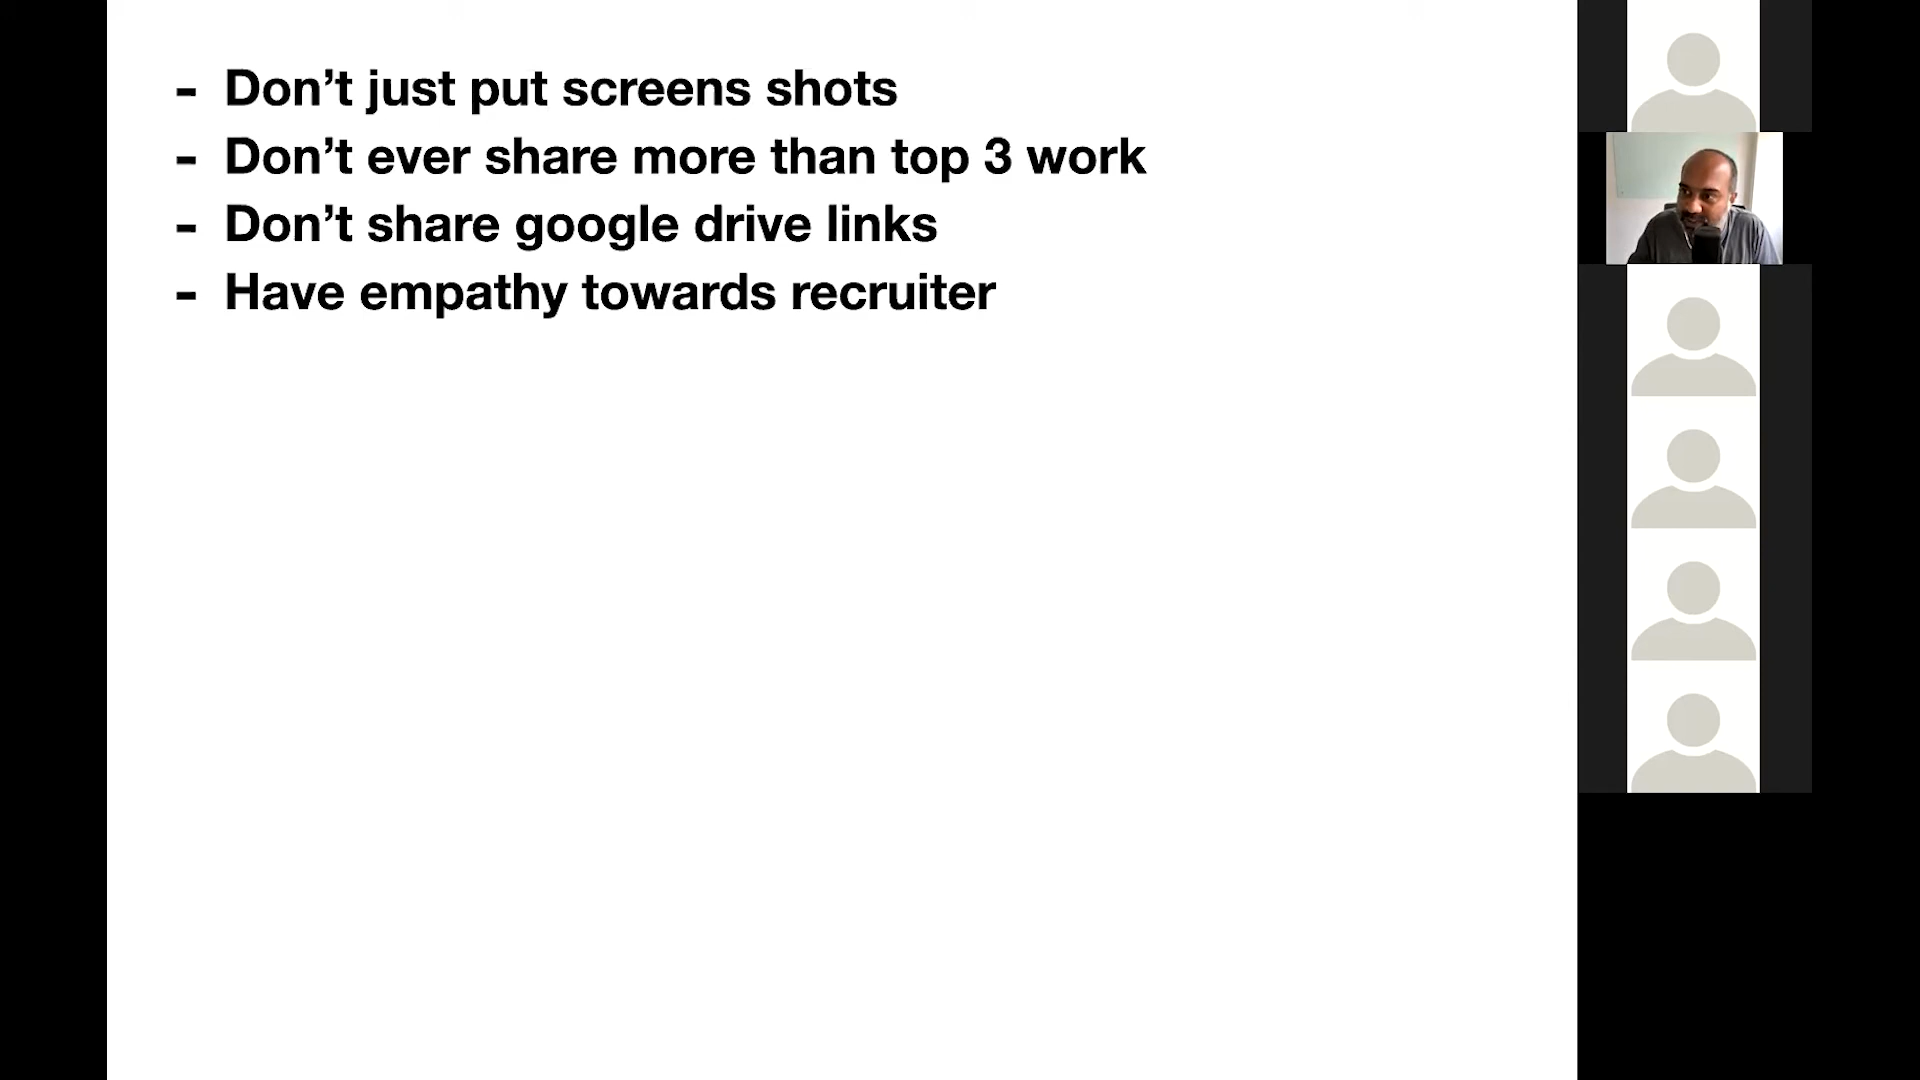 - Don’t just put screens shots
- Don’t ever share more than top 3 work
- Don’t share google drive links
- Have empathy towards recruiter